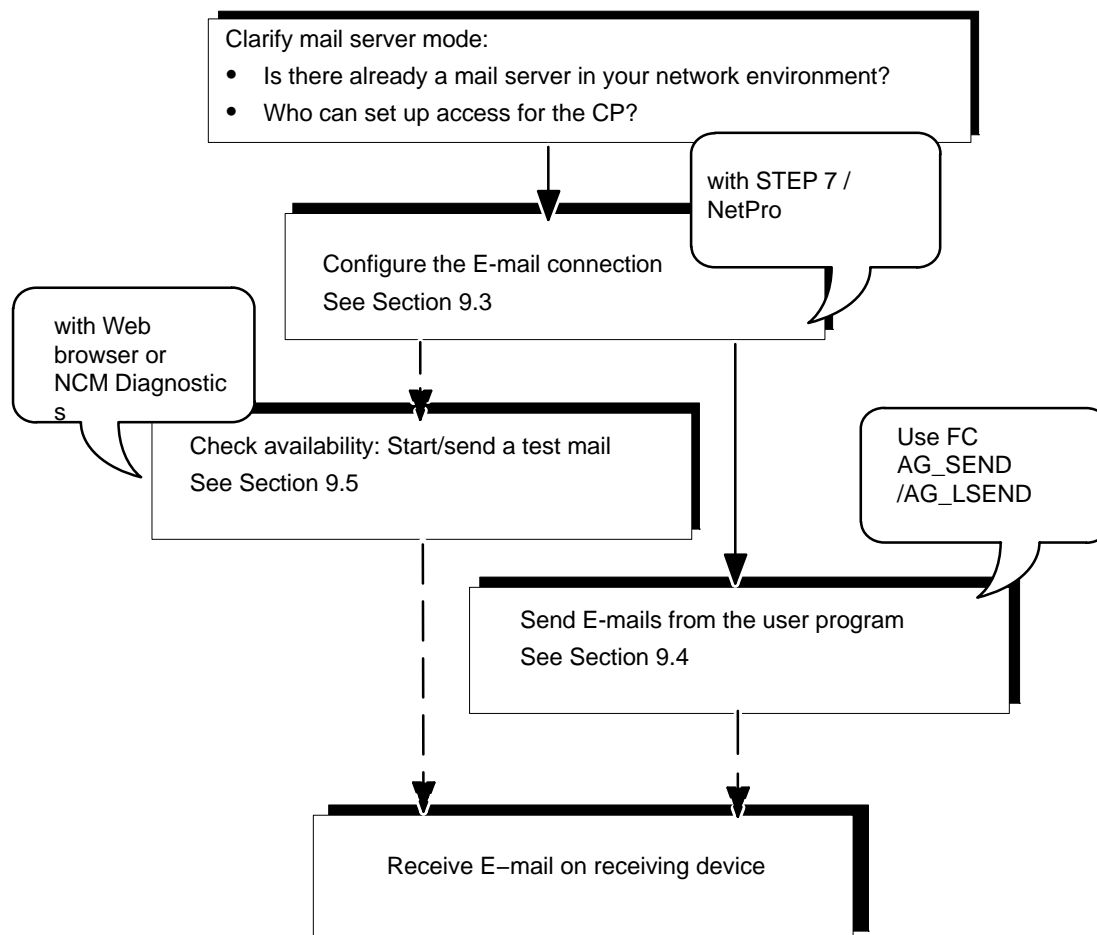 Clarify mail server mode:
• Is there already a mail server in your network environment?
• Who can set up access for the CP?
with STEP 7 /
NetPro
Configure the E-mail connection
See Section 9.3
with Web
browser or
NCM Diagnostic
s
Check availability: Start/send a test mail
See Section 9.5
Use FC
AG_SEND
/AG_LSEND
Send E-mails from the user program
See Section 9.4
Receive E−mail on receiving device